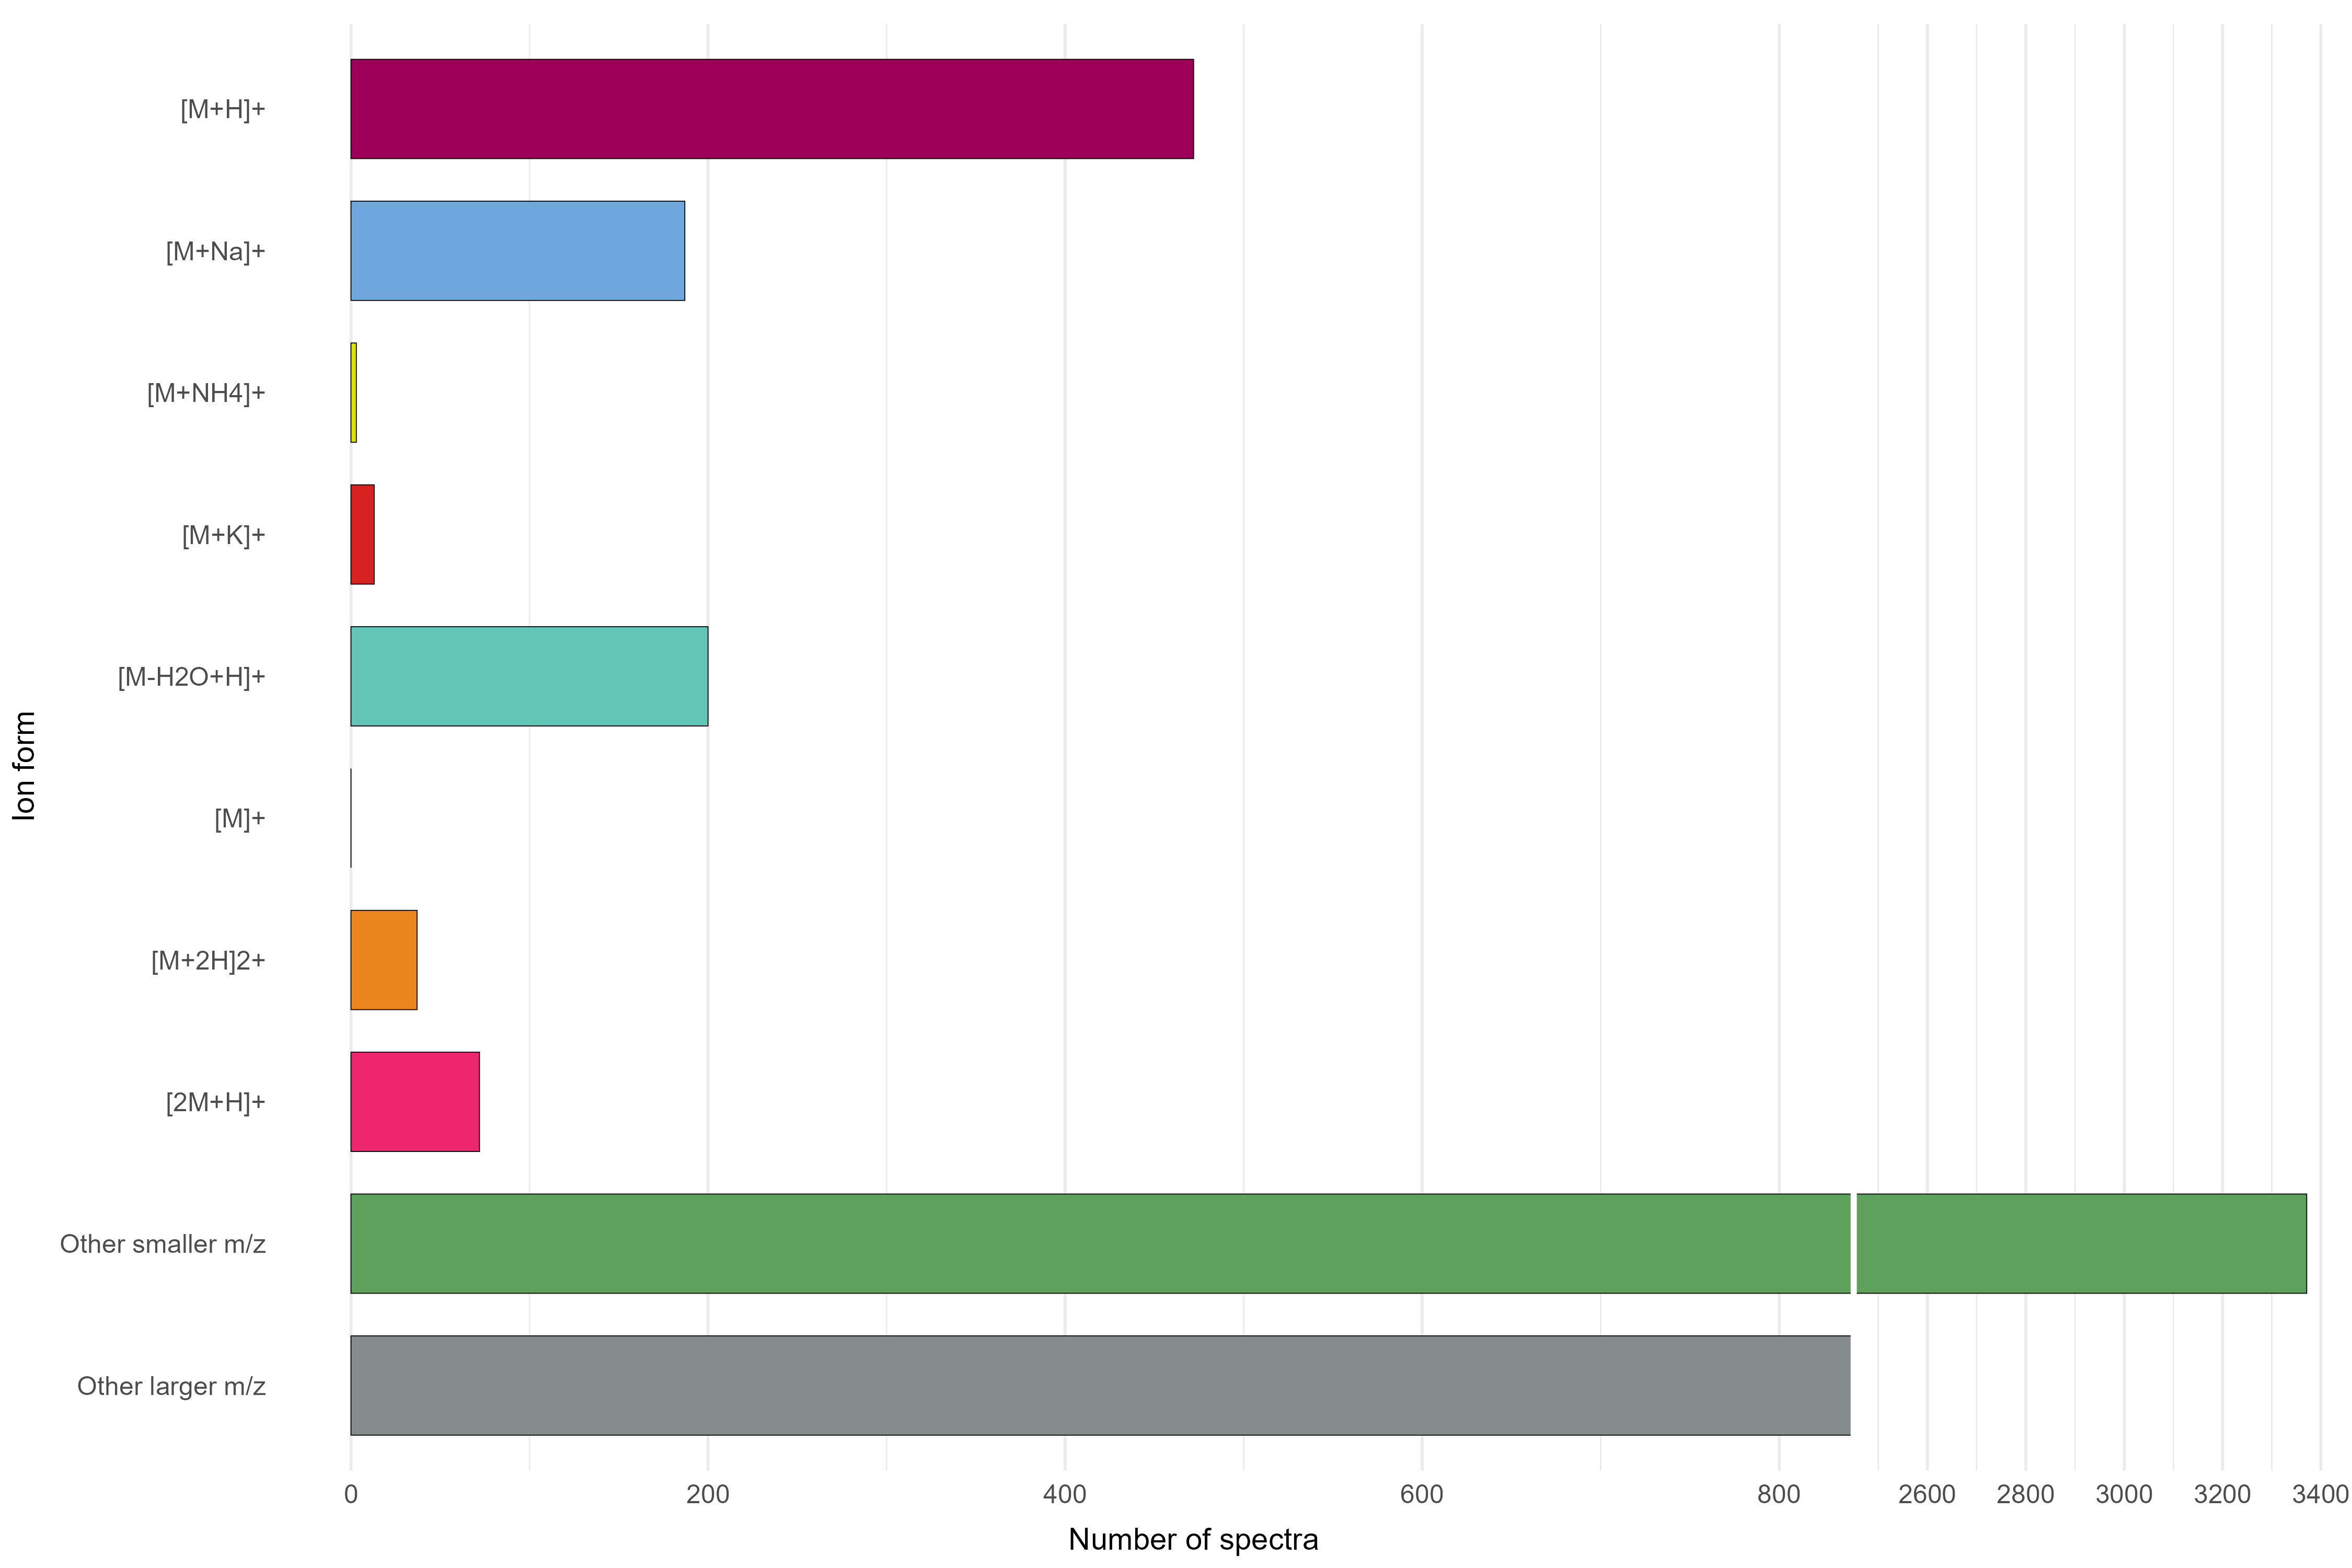 [M+H]+
[M+Na]+
[M+NH4]+
[M+K]+
[M-H2O+H]+
[M]+
[M+2H]2+
[2M+H]+
Other smaller m/z
Other larger m/z
Ion form
0 200 400 600 800 2600 2800 3000 3200 3400
Number of spectra